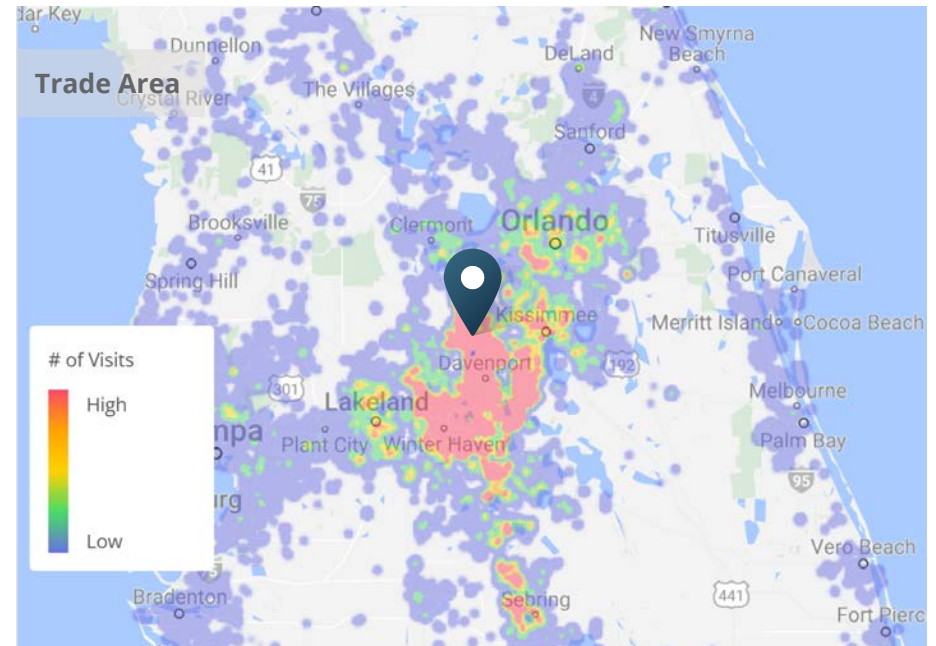 dar Key
Dunnellon
DeLand
New Smyrna
Beach
Trade Area
Crystal River
The Villages
4
Sanford
41
75
Brooksville
Clermont
Orlando
Titusville
Spring Hill
Port Canaveral
Kissimmee
Merritt Island
Cocoa Beach
# of Visits
Davenport
192
High
301
Lakeland
Melbourne
mpa
Plant City
Winter Haven
Palm Bay
95
urg
Low
Vero Beach
75
Bradenton
Sebring
441
Fort Pierc